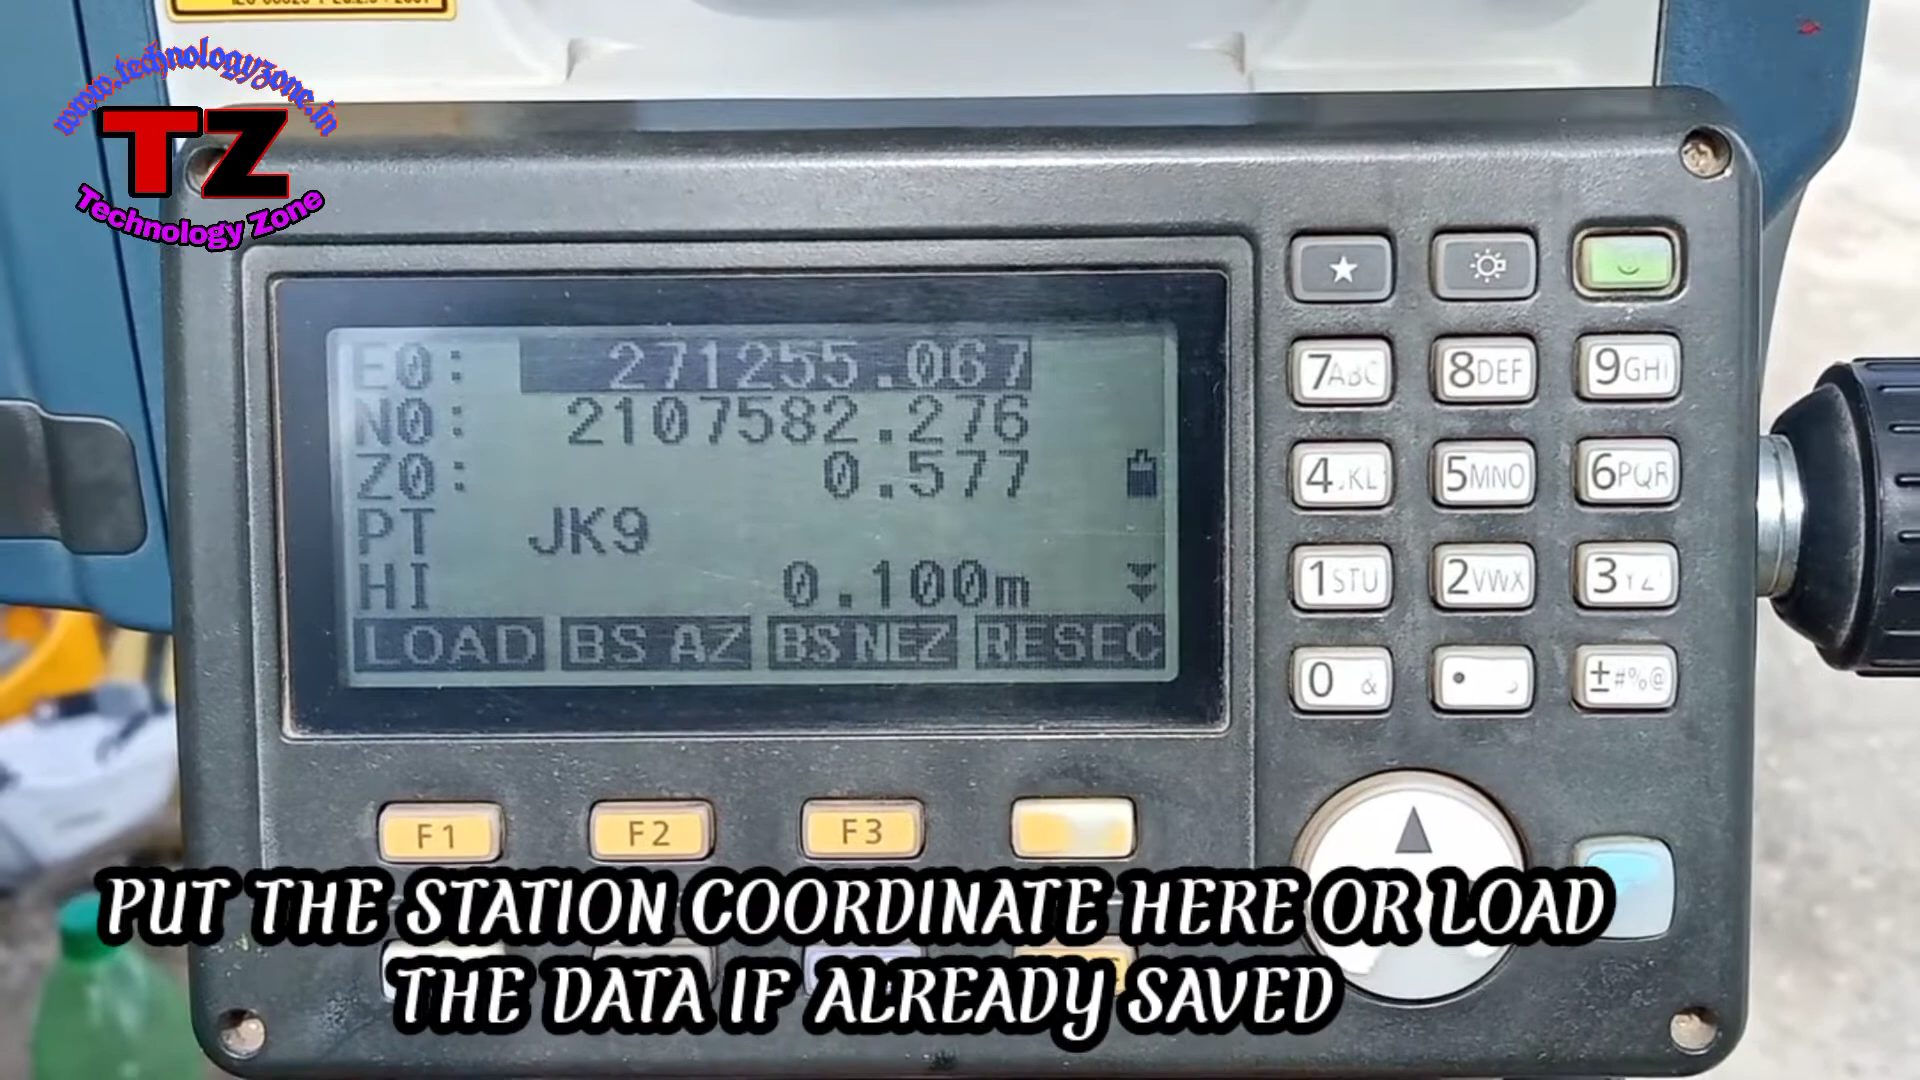 www.technologyzone.in
TZ
Technology Zone
E0: 271255.067
N0: 2107582.276
Z0: 0.577
PT JK9
HI 0.100m
LOAD BS AZ BS NEZ RESEC
★
7ABC 8DEF 9GHI
4JKL 5MNO 6PQR
1STU 2VWX 3YZ
0 & . ±#%@
F1 F2 F3
PUT THE STATION COORDINATE HERE OR LOAD
THE DATA IF ALREADY SAVED